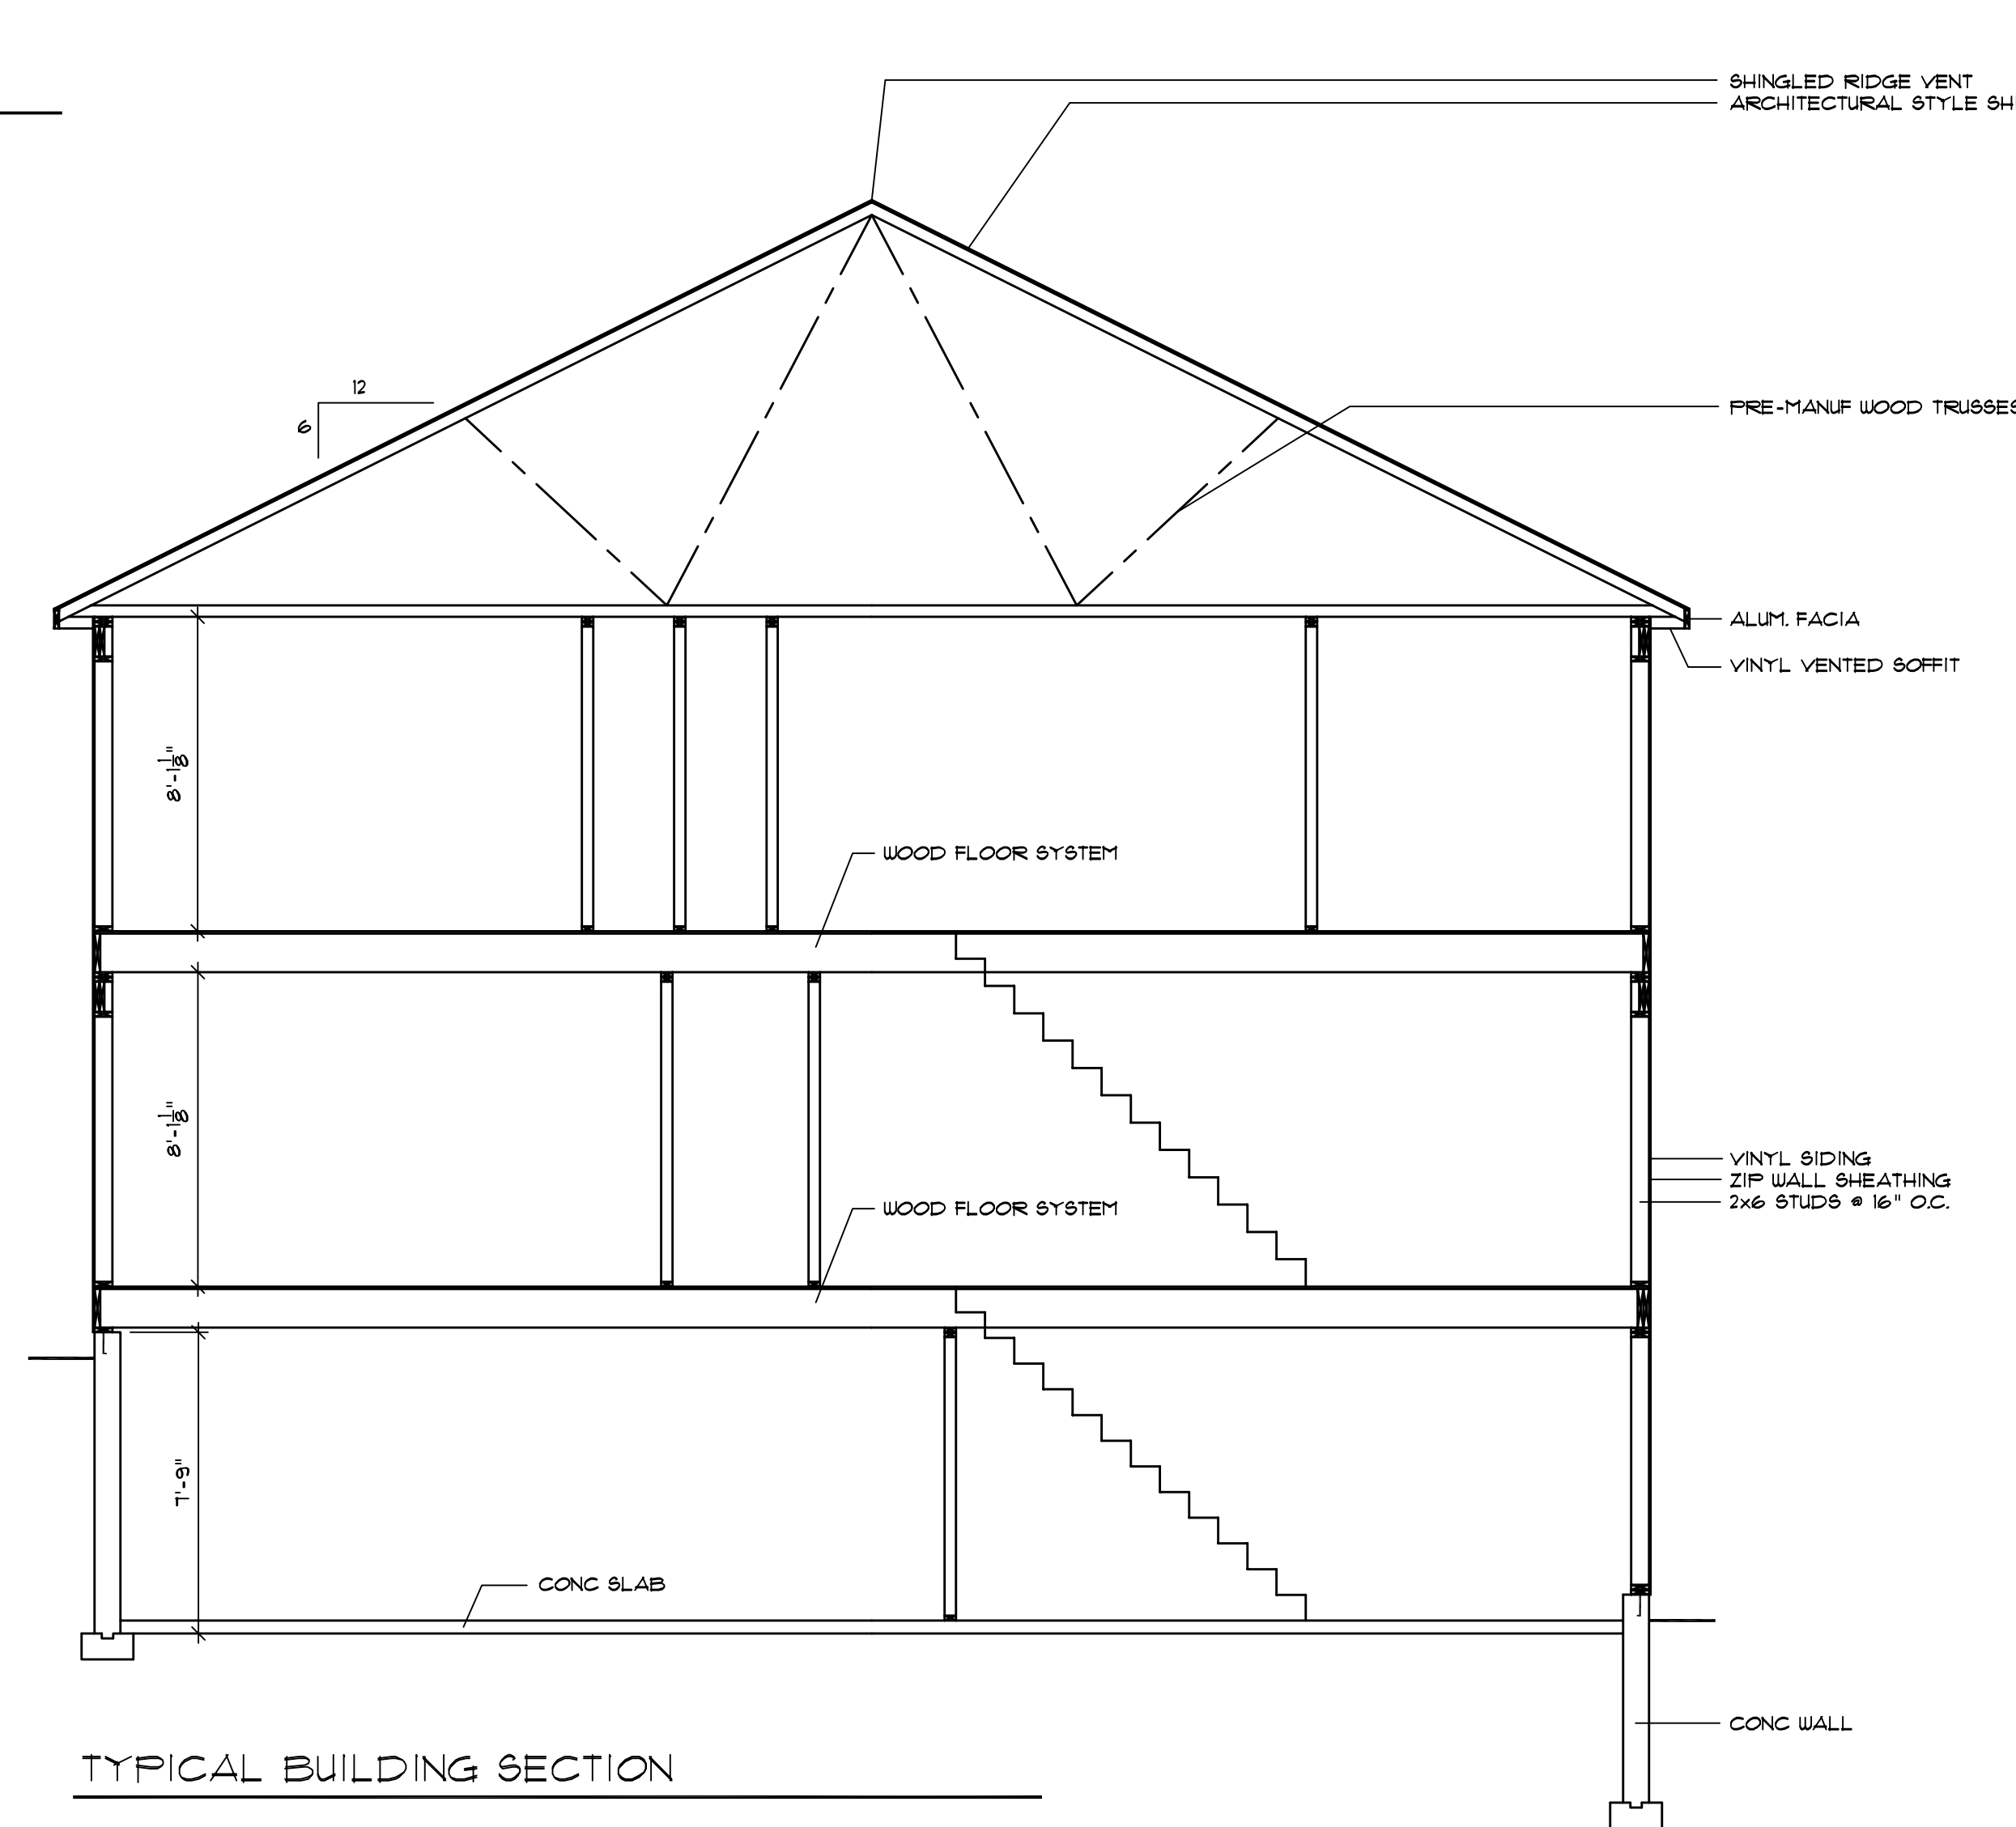 SHINGLED RIDGE VENT
ARCHITECTURAL STYLE SH
12
6
PRE-MANUF WOOD TRUSSES
ALUM. FACIA
VINYL VENTED SOFFIT
8'-1 1/8"
WOOD FLOOR SYSTEM
8'-1 1/8"
VINYL SIDING
ZIP WALL SHEATHING
2x6 STUDS @ 16" O.C.
WOOD FLOOR SYSTEM
7'-9"
CONC SLAB
CONC WALL
TYPICAL BUILDING SECTION